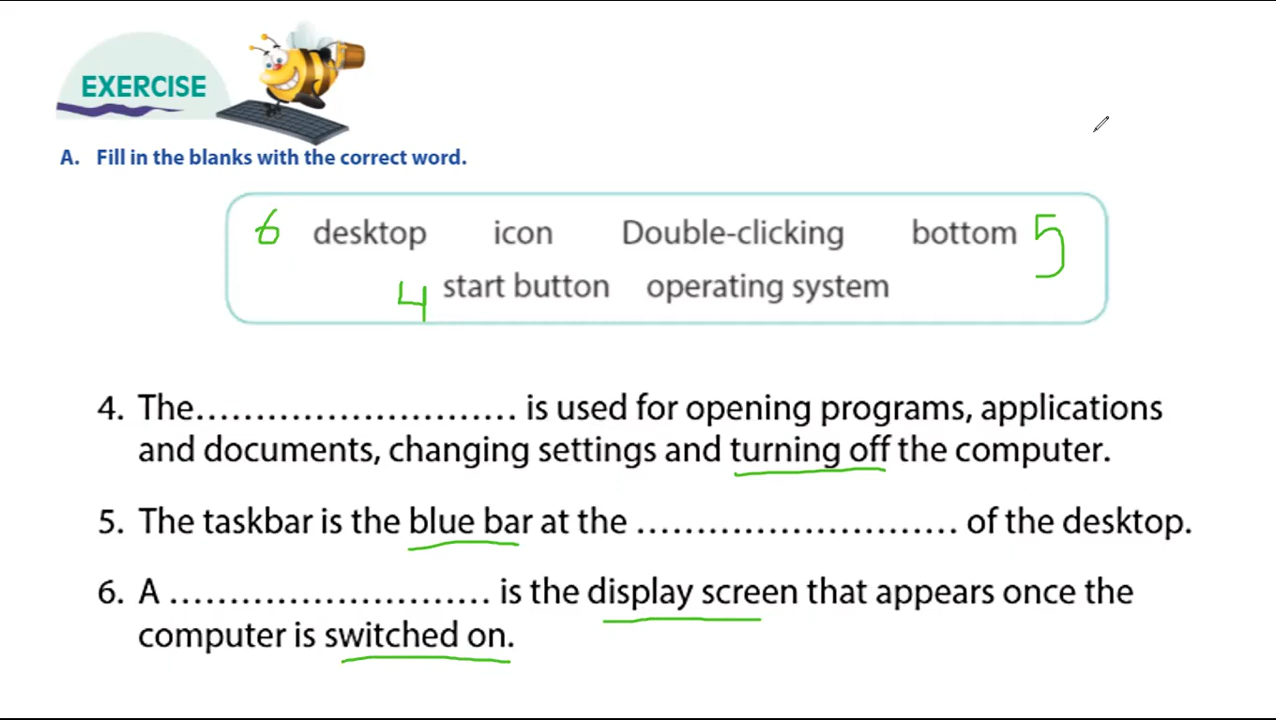 EXERCISE
A. Fill in the blanks with the correct word.
6 desktop icon Double-clicking bottom 5
4 start button operating system
4. The........................... is used for opening programs, applications
and documents, changing settings and turning off the computer.
5. The taskbar is the blue bar at the ........................... of the desktop.
6. A ........................... is the display screen that appears once the
computer is switched on.